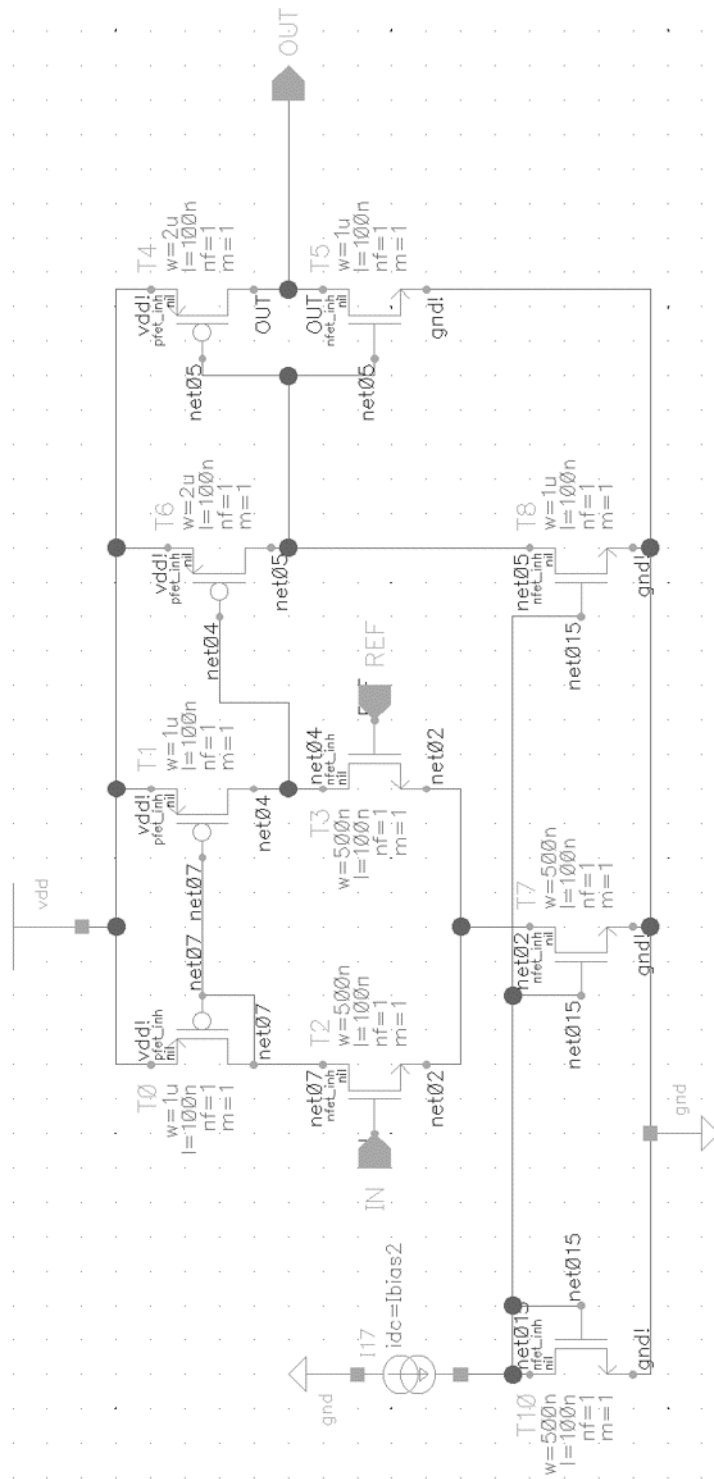 vdd
T0
w=1u
l=100n
nf=1
m=1
vdd!
pfet_inh
nil
net07
net07
net07
T1
w=1u
l=100n
nf=1
m=1
vdd!
pfet_inh
nil
net04
T6
w=2u
l=100n
nf=1
m=1
vdd!
pfet_inh
nil
net04
net05
T4
w=2u
l=100n
nf=1
m=1
vdd!
pfet_inh
nil
net05
OUT
OUT
gnd
I17
idc=Ibias2
IN
T2
w=500n
l=100n
nf=1
m=1
net07
nfet_inh
nil
net02
T3
w=500n
l=100n
nf=1
m=1
net04
nfet_inh
nil
net02
REF
T5
w=1u
l=100n
nf=1
m=1
OUT
nfet_inh
nil
net05
gnd!
T10
w=500n
l=100n
nf=1
m=1
net015
nfet_inh
nil
net015
gnd!
gnd
T7
w=500n
l=100n
nf=1
m=1
net02
nfet_inh
nil
net015
gnd!
T8
w=1u
l=100n
nf=1
m=1
net05
nfet_inh
nil
net015
gnd!